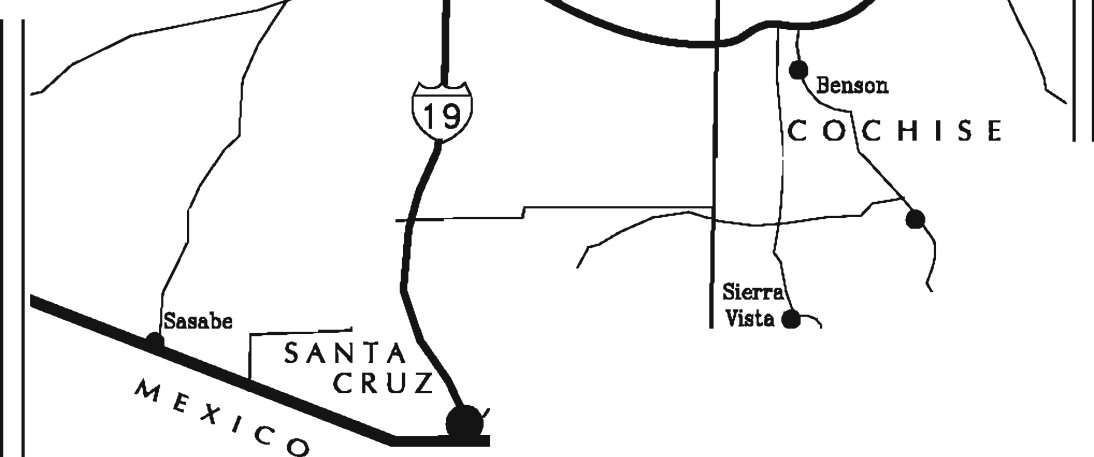 Benson
19
COCHISE
Sierra
Vista
Sasabe
SANTA
CRUZ
MEXICO